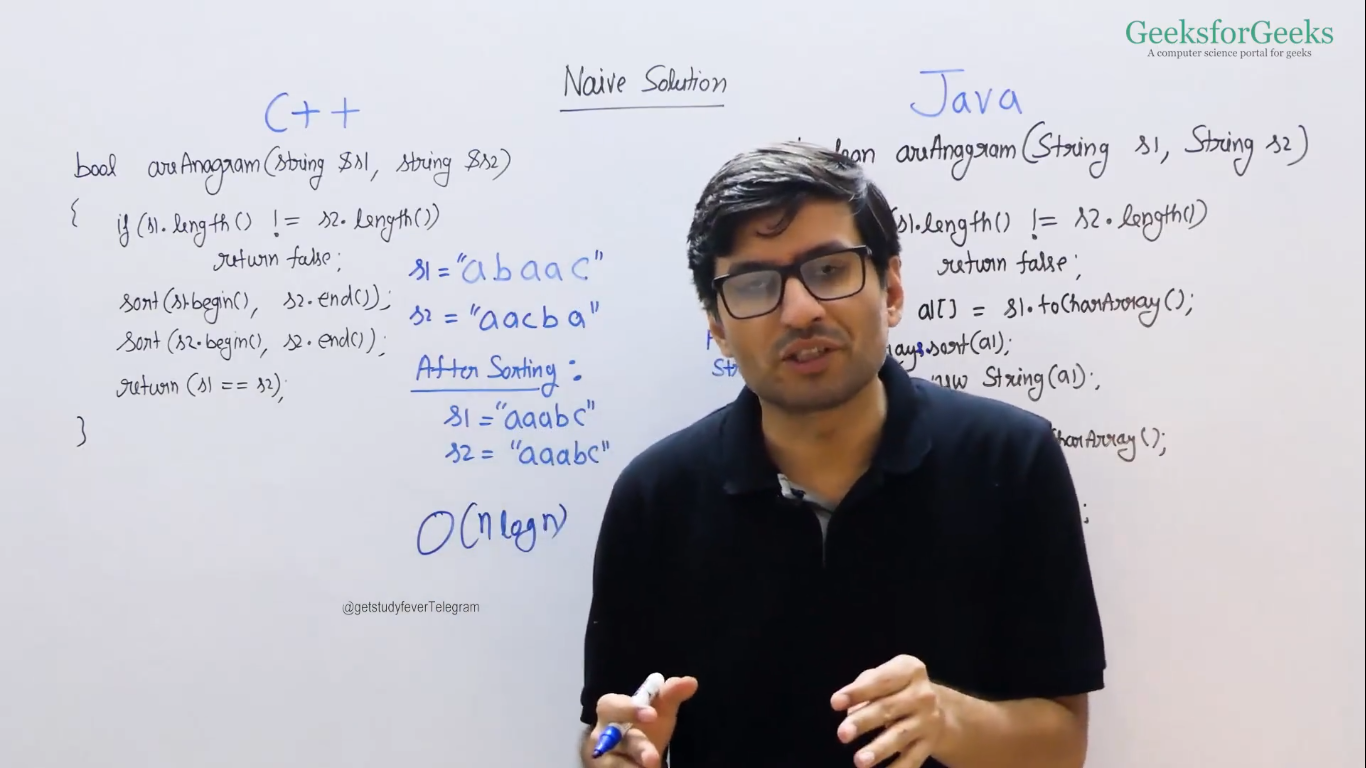 GeeksforGeeks
A computer science portal for geeks
Naive Solution
C++
bool areAnagram(string &s1, string &s2)
{
if (s1.length() != s2.length())
return false;
sort(s1.begin(), s2.end());
sort(s2.begin(), s2.end());
return (s1 == s2);
}
s1 = "abaac"
s2 = "aacba"
After Sorting :
s1 = "aaabc"
s2 = "aaabc"
O(n log n)
@getstudyfeverTelegram
Java
areAnagram(String s1, String s2)
s1.length() != s2.length()
return false;
a1[] = s1.toCharArray();
.sort(a1);
String(a1);
();
;